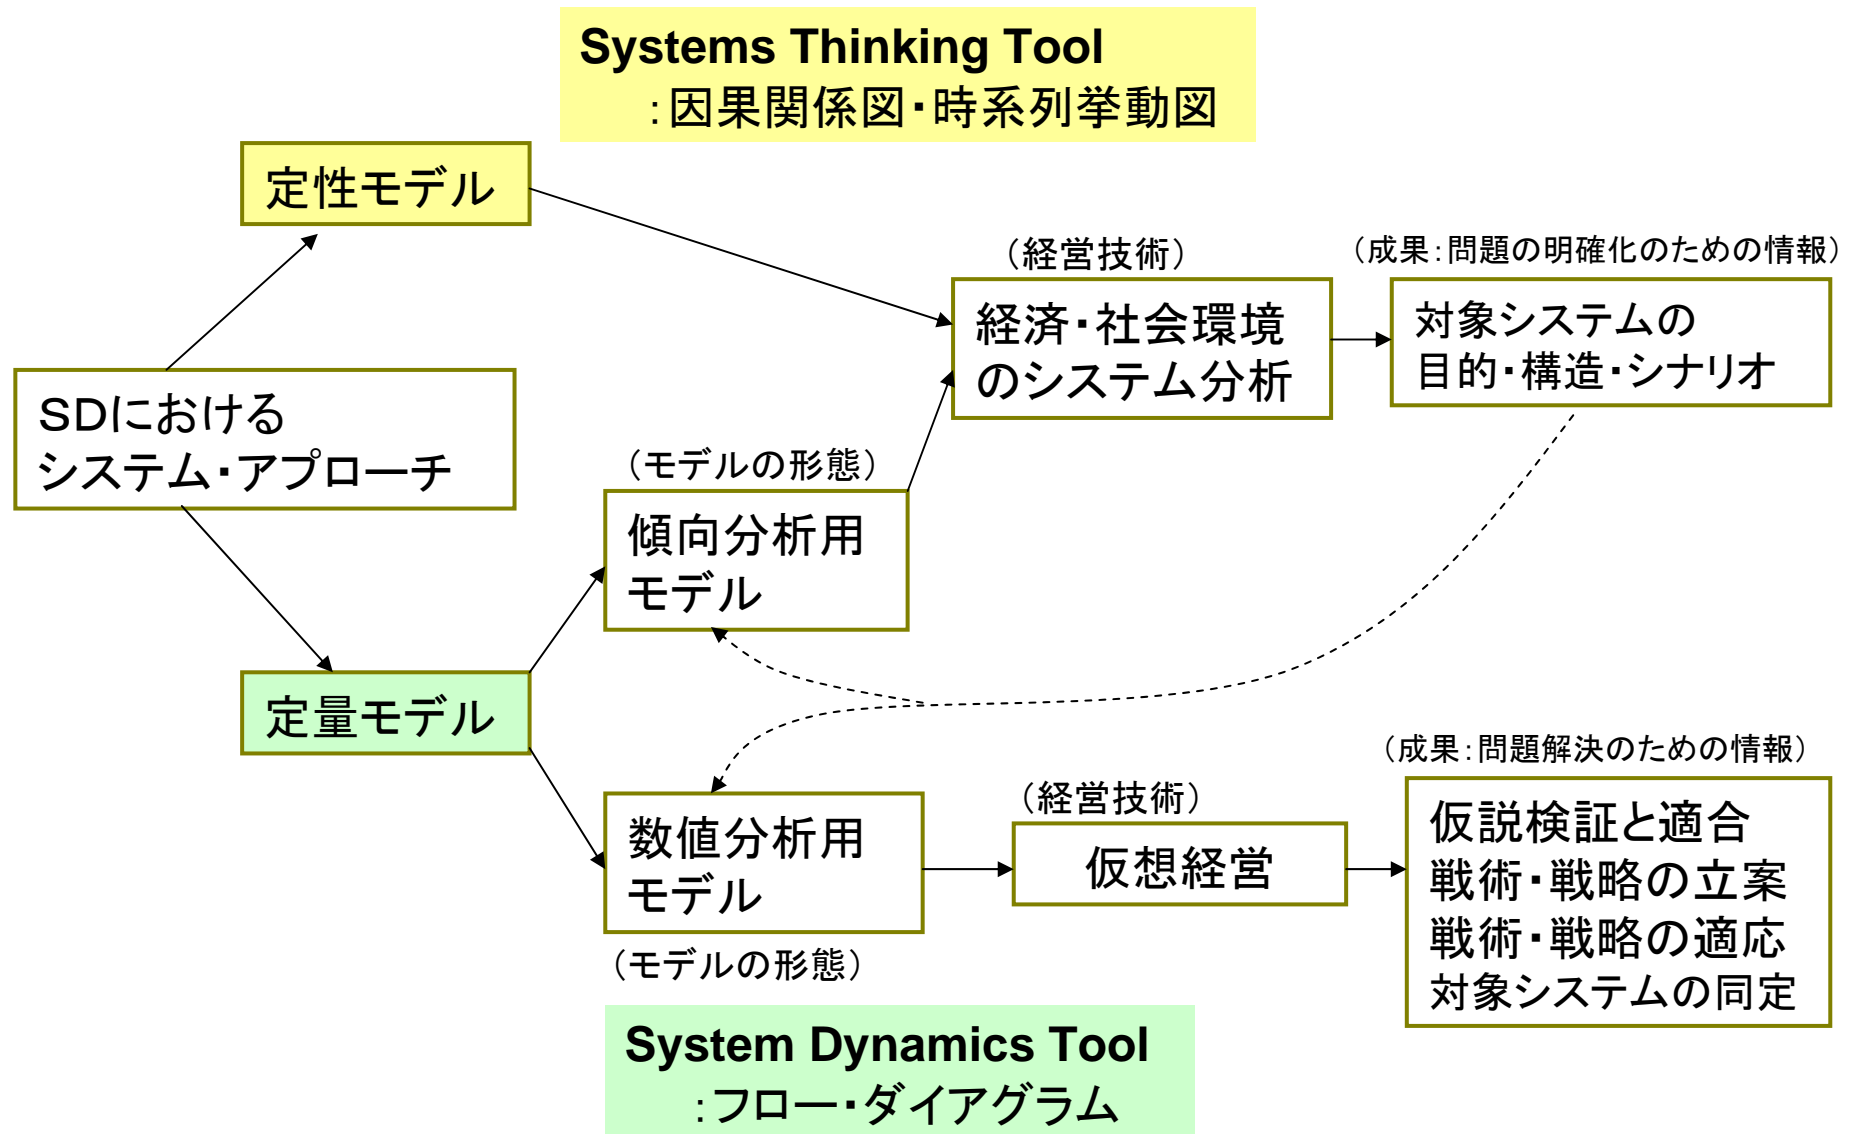 Systems Thinking Tool
:因果関係図・時系列挙動図
定性モデル
(経営技術)
(成果:問題の明確化のための情報)
経済・社会環境
のシステム分析
対象システムの
目的・構造・シナリオ
SDにおける
システム・アプローチ
(モデルの形態)
傾向分析用
モデル
定量モデル
(成果:問題解決のための情報)
(経営技術)
数値分析用
モデル
仮想経営
仮説検証と適合
戦術・戦略の立案
戦術・戦略の適応
対象システムの同定
(モデルの形態)
System Dynamics Tool
:フロー・ダイアグラム